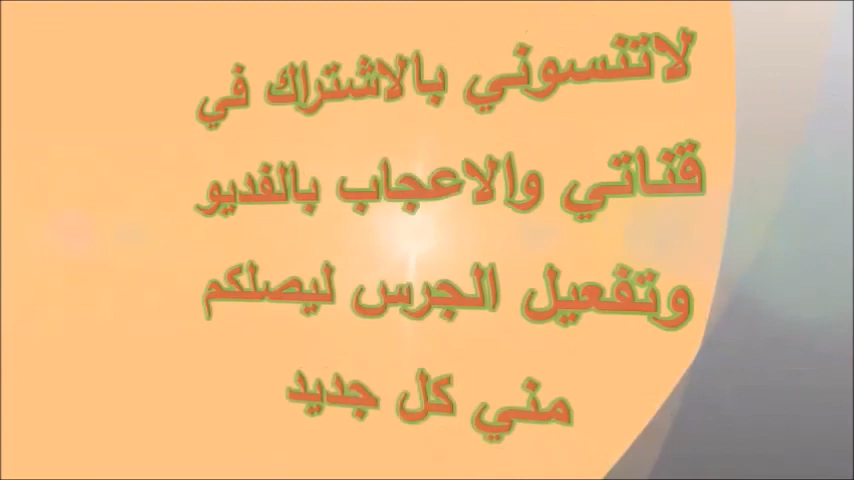 لاتنسوني بالاشتراك في
قناتي والاعجاب بالفديو
وتفعيل الجرس ليصلكم
مني كل جديد